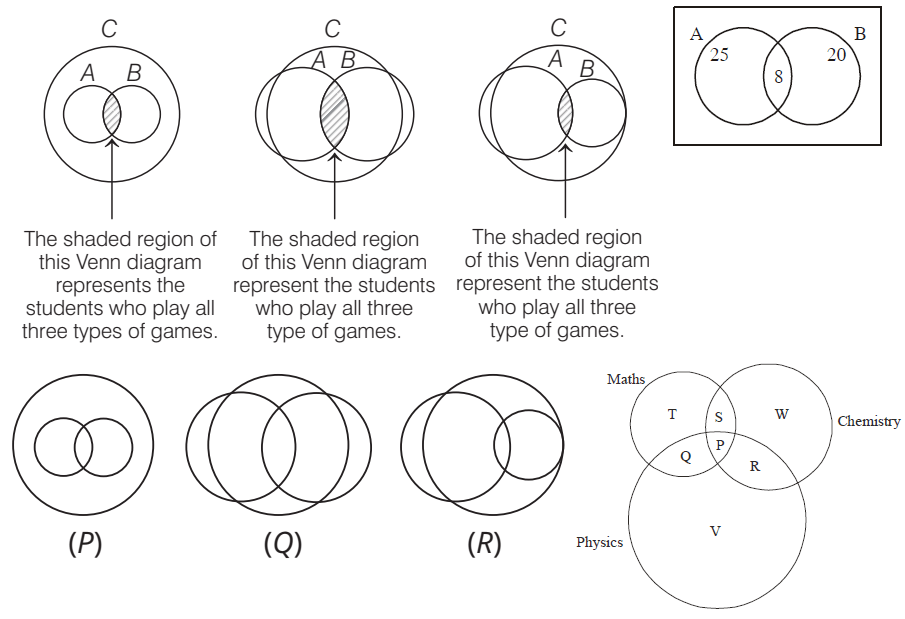 C
A B
The shaded region of
this Venn diagram
represents the
students who play all
three types of games.
C
A B
The shaded region
of this Venn diagram
represent the students
who play all three
type of games.
C
A
B
The shaded region
of this Venn diagram
represent the students
who play all three
type of games.
A
B
25
8
20
(P)
(Q)
(R)
Maths
T
S
W
Chemistry
P
Q
R
V
Physics